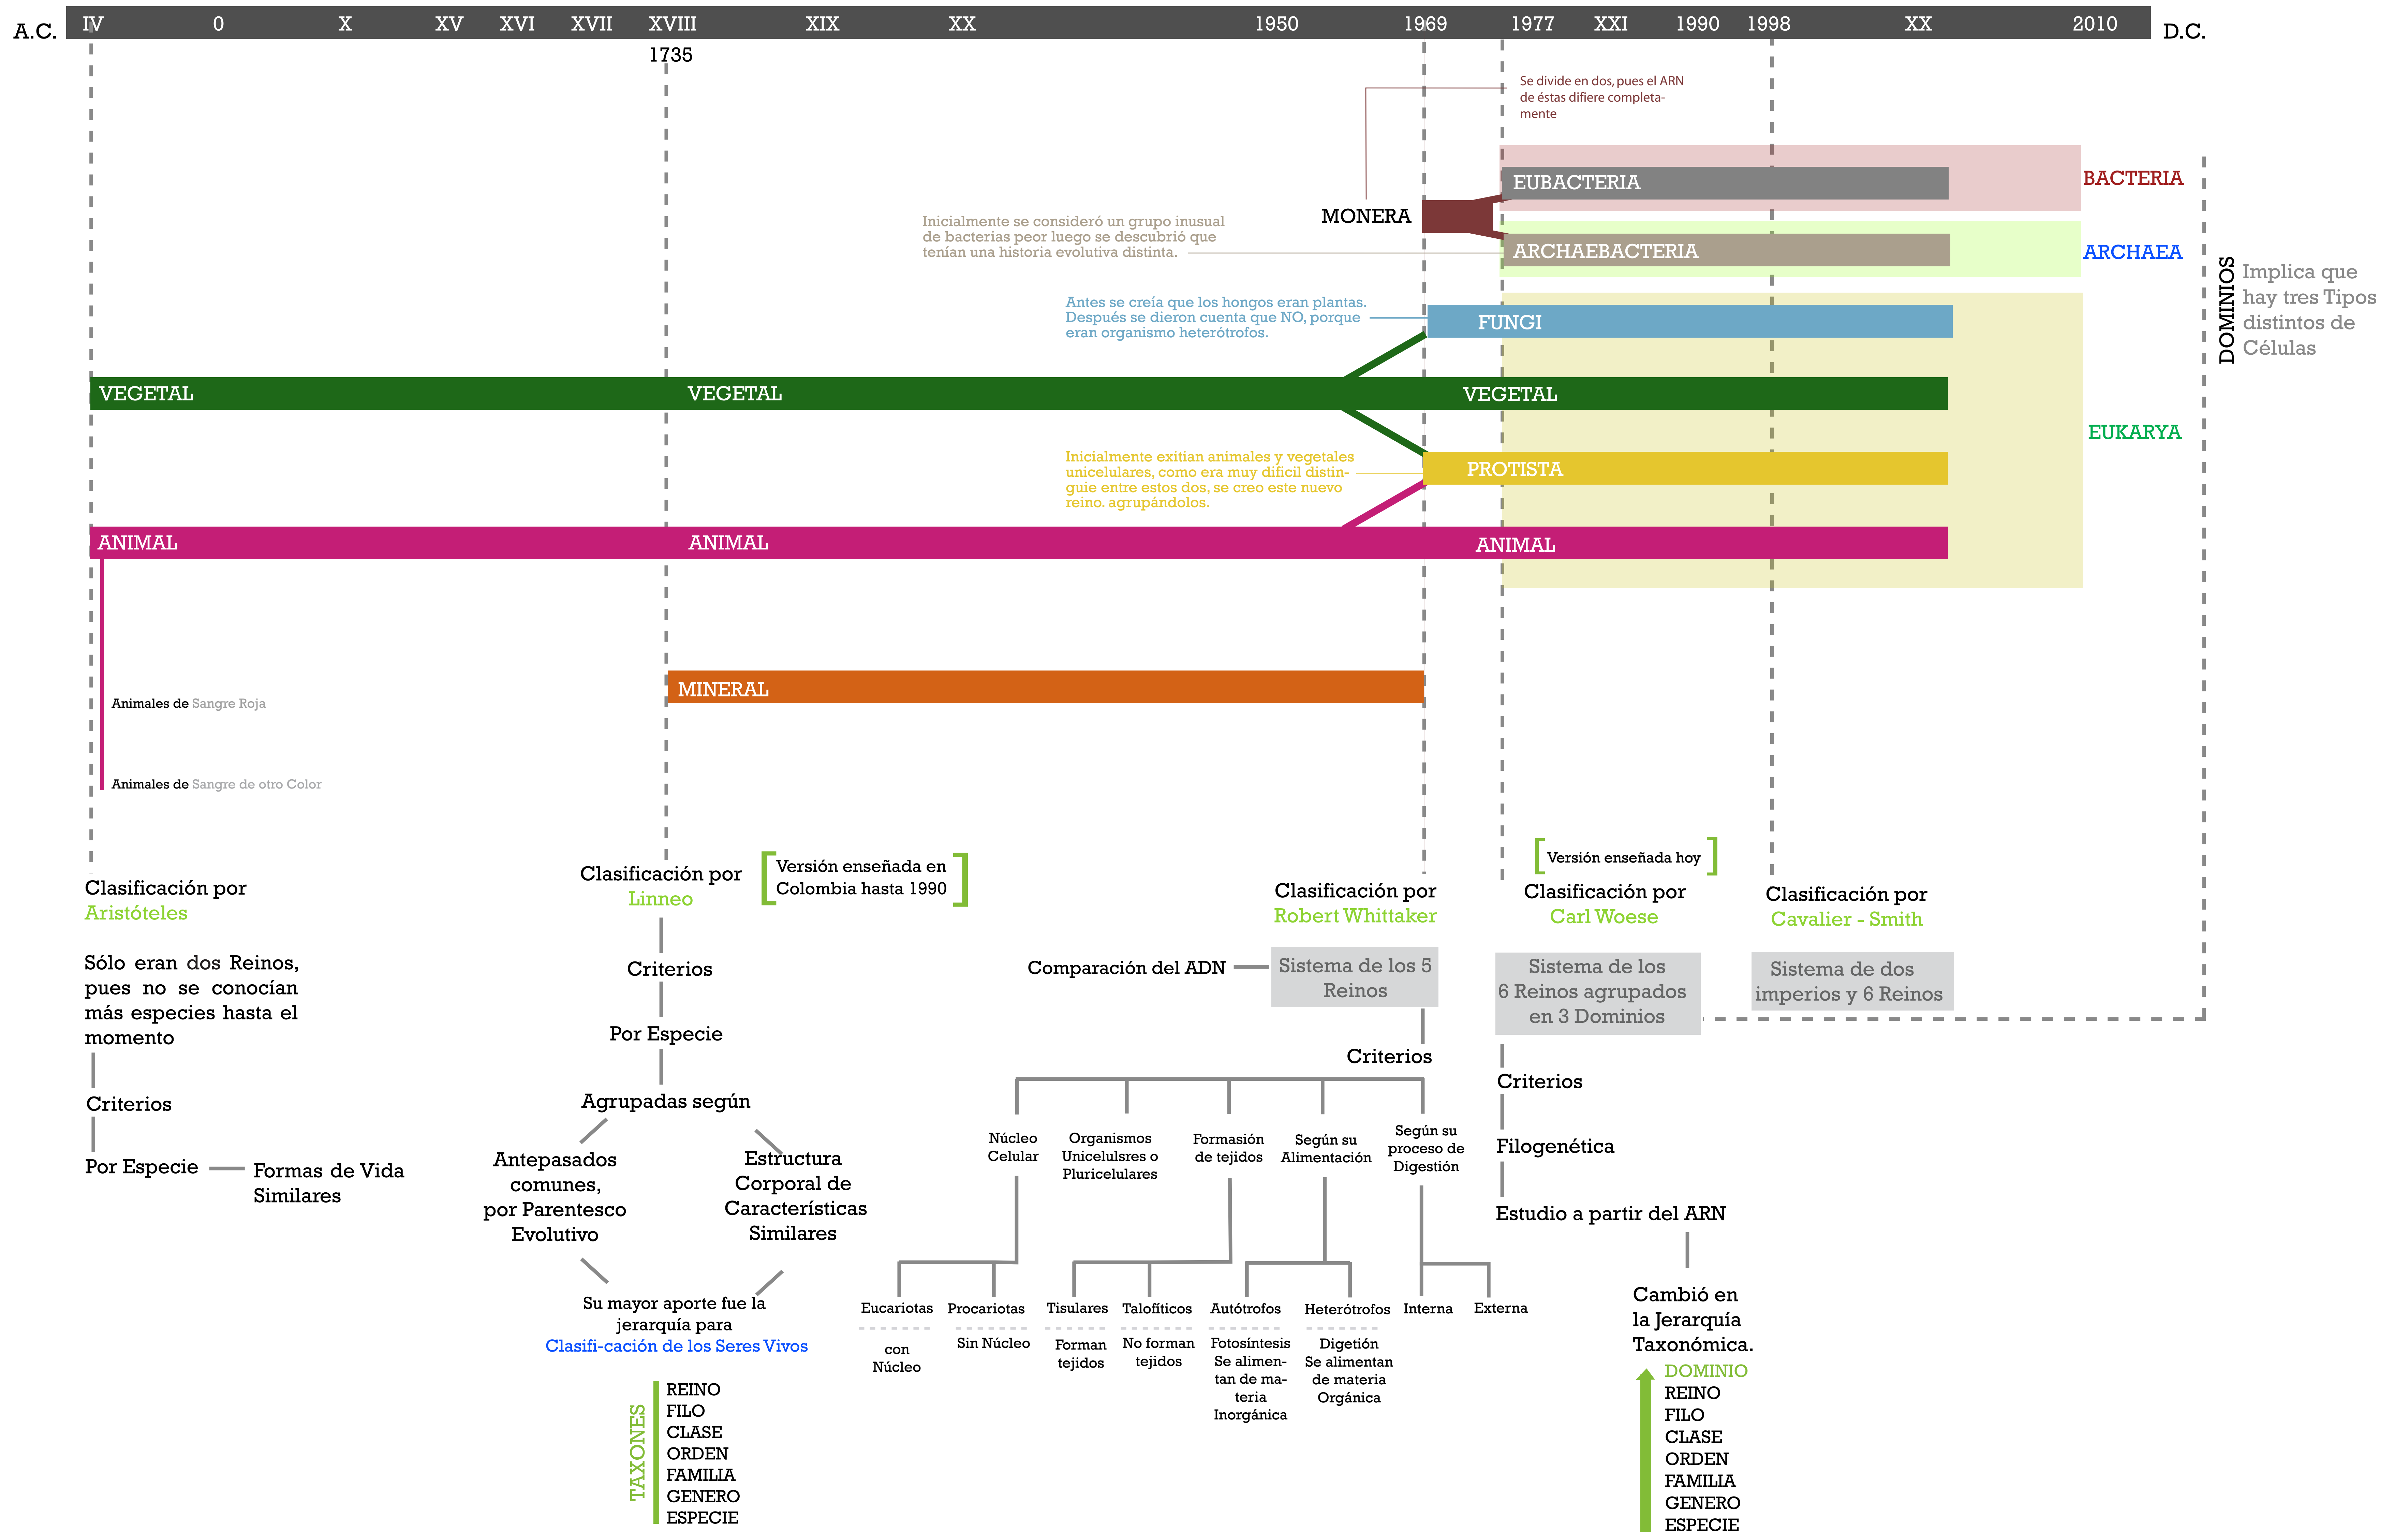 A.C.
IV 0 X XV XVI XVII XVIII XIX XX 1950 1969 1977 XXI 1990 1998 XX 2010
D.C.
1735
Se divide en dos, pues el ARN
de éstas difiere completa-
mente
EUBACTERIA
BACTERIA
MONERA
Inicialmente se consideró un grupo inusual
de bacterias peor luego se descubrió que
tenían una historia evolutiva distinta.
ARCHAEBACTERIA
ARCHAEA
DOMINIOS
Implica que
hay tres Tipos
distintos de
Células
Antes se creía que los hongos eran plantas.
Después se dieron cuenta que NO, porque
eran organismo heterótrofos.
FUNGI
VEGETAL VEGETAL VEGETAL
EUKARYA
Inicialmente exitian animales y vegetales
unicelulares, como era muy dificil distin-
guie entre estos dos, se creo este nuevo
reino. agrupándolos.
PROTISTA
ANIMAL ANIMAL ANIMAL
MINERAL
Animales de Sangre Roja
Animales de Sangre de otro Color
Clasificación por
Aristóteles
Sólo eran dos Reinos,
pues no se conocían
más especies hasta el
momento
Criterios
Por Especie
Formas de Vida
Similares
Clasificación por
Linneo
Versión enseñada en
Colombia hasta 1990
Criterios
Por Especie
Agrupadas según
Antepasados
comunes,
por Parentesco
Evolutivo
Estructura
Corporal de
Características
Similares
Su mayor aporte fue la
jerarquía para
Clasifi-cación de los Seres Vivos
TAXONES
REINO
FILO
CLASE
ORDEN
FAMILIA
GENERO
ESPECIE
Clasificación por
Robert Whittaker
Comparación del ADN
Sistema de los 5
Reinos
Criterios
Núcleo
Celular
Organismos
Unicelulsres o
Pluricelulares
Formasión
de tejidos
Según su
Alimentación
Según su
proceso de
Digestión
Eucariotas
con
Núcleo
Procariotas
Sin Núcleo
Tisulares
Forman
tejidos
Talofíticos
No forman
tejidos
Autótrofos
Fotosíntesis
Se alimen-
tan de ma-
teria
Inorgánica
Heterótrofos
Digetión
Se alimentan
de materia
Orgánica
Interna
Externa
Versión enseñada hoy
Clasificación por
Carl Woese
Sistema de los
6 Reinos agrupados
en 3 Dominios
Criterios
Filogenética
Estudio a partir del ARN
Cambió en
la Jerarquía
Taxonómica.
DOMINIO
REINO
FILO
CLASE
ORDEN
FAMILIA
GENERO
ESPECIE
Clasificación por
Cavalier - Smith
Sistema de dos
imperios y 6 Reinos